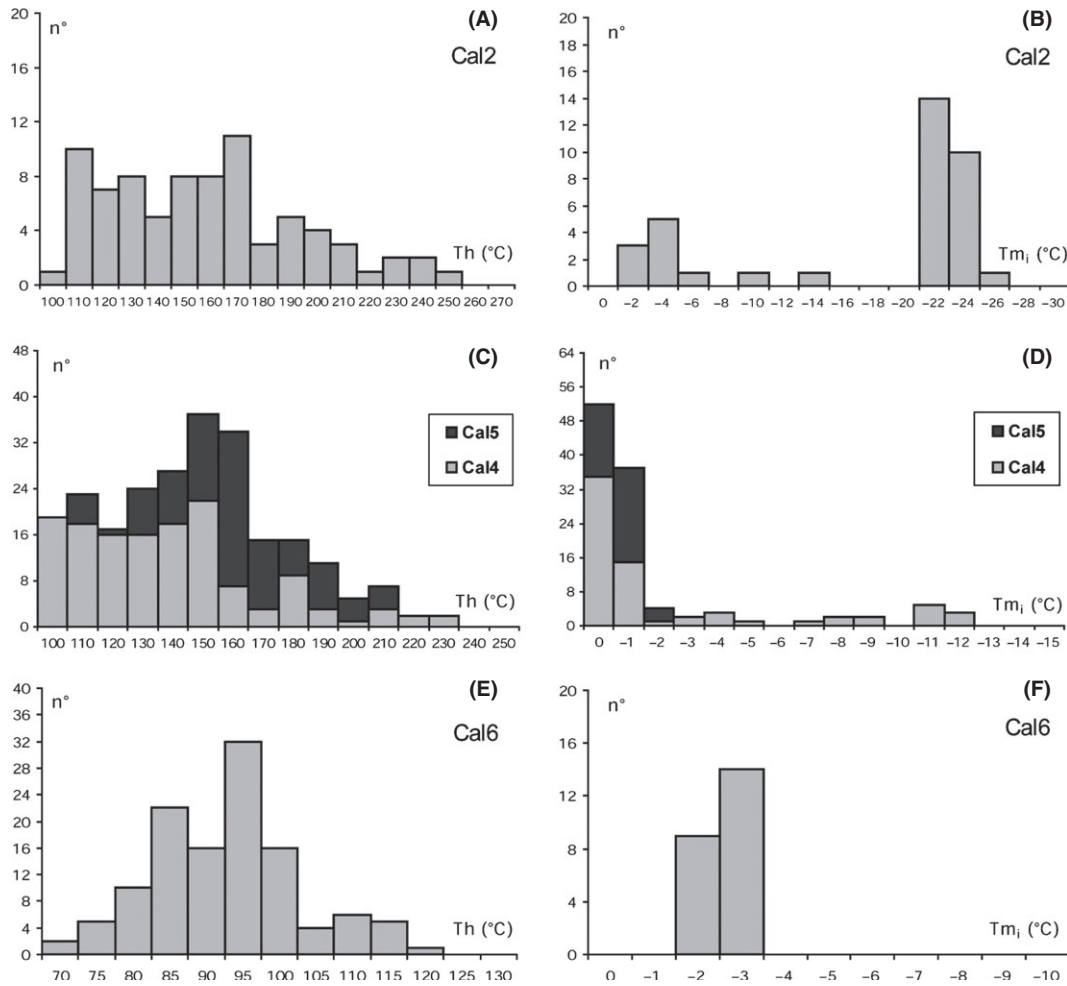 (A)
n°
Cal2
20
16
12
8
4
0
Th (°C)
100 110 120 130 140 150 160 170 180 190 200 210 220 230 240 250 260 270
(B)
n°
Cal2
20
18
16
14
12
10
8
6
4
2
0
Tmi (°C)
0 −2 −4 −6 −10 −12 −14 −16 −18 −20 −22 −24 −26 −28 −30
(C)
n°
48
40
32
24
16
8
0
Cal5
Cal4
Th (°C)
100 110 120 130 140 150 160 170 180 190 200 210 220 230 240 250
(D)
n°
64
56
48
40
32
24
16
8
0
Cal5
Cal4
Tmi (°C)
0 −1 −2 −3 −4 −5 −6 −7 −8 −9 −10 −11 −12 −13 −14 −15
(E)
n°
Cal6
40
36
32
28
24
20
16
12
8
4
0
Th (°C)
70 75 80 85 90 95 100 105 110 115 120 125 130
(F)
n°
Cal6
20
16
12
8
4
0
Tmi (°C)
0 −1 −2 −3 −4 −5 −6 −7 −8 −9 −10